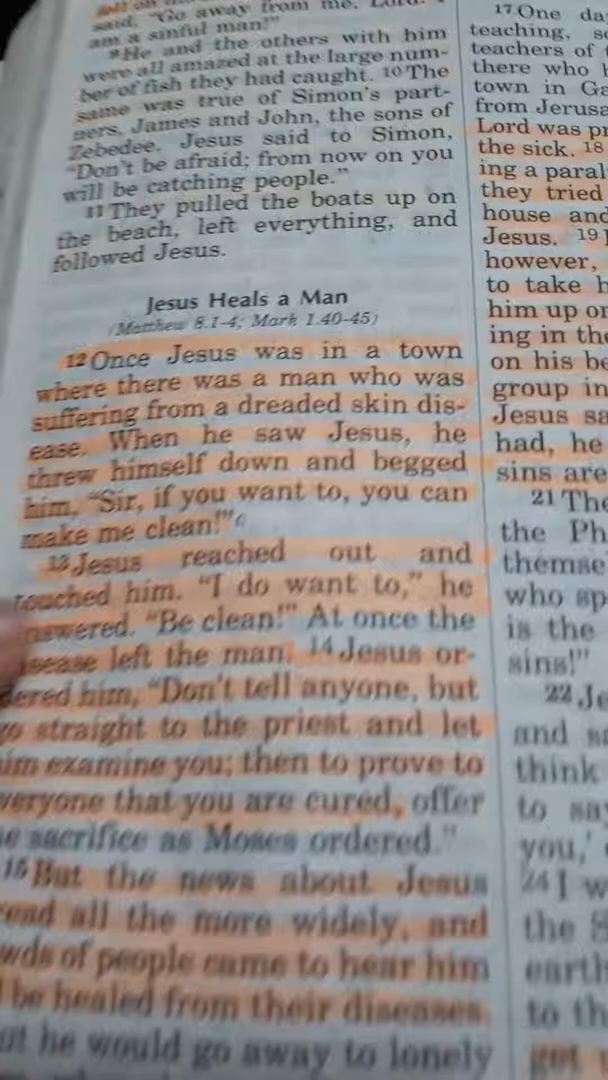 said, "Go away from me, Lord!
am a sinful man!"
9 He and the others with him
were all amazed at the large num-
ber of fish they had caught. 10 The
same was true of Simon's part-
ners, James and John, the sons of
Zebedee. Jesus said to Simon,
"Don't be afraid; from now on you
will be catching people."
11 They pulled the boats up on
the beach, left everything, and
followed Jesus.
Jesus Heals a Man
(Matthew 8.1-4; Mark 1.40-45)
12 Once Jesus was in a town
where there was a man who was
suffering from a dreaded skin dis-
ease. When he saw Jesus, he
threw himself down and begged
him, "Sir, if you want to, you can
make me clean!"c
13 Jesus reached out and
touched him. "I do want to," he
nswered. "Be clean!" At once the
isease left the man. 14 Jesus or-
dered him, "Don't tell anyone, but
go straight to the priest and let
im examine you; then to prove to
veryone that you are cured, offer
e sacrifice as Moses ordered."
15 But the news about Jesus
read all the more widely, and
wds of people came to hear him
be healed from their diseases.
ut he would go away to lonely
17 One da
teaching, s
teachers of
there who
town in Ga
from Jerusa
Lord was pr
the sick. 18
ing a paral
they tried
house and
Jesus. 19
however,
to take h
him up on
ing in the
on his be
group in
Jesus sa
had, he
sins are
21 The
the Ph
themse
who sp
is the
sins!"
22 Je
and sa
think
to sa
you,'
24 I w
the S
earth
to th
get